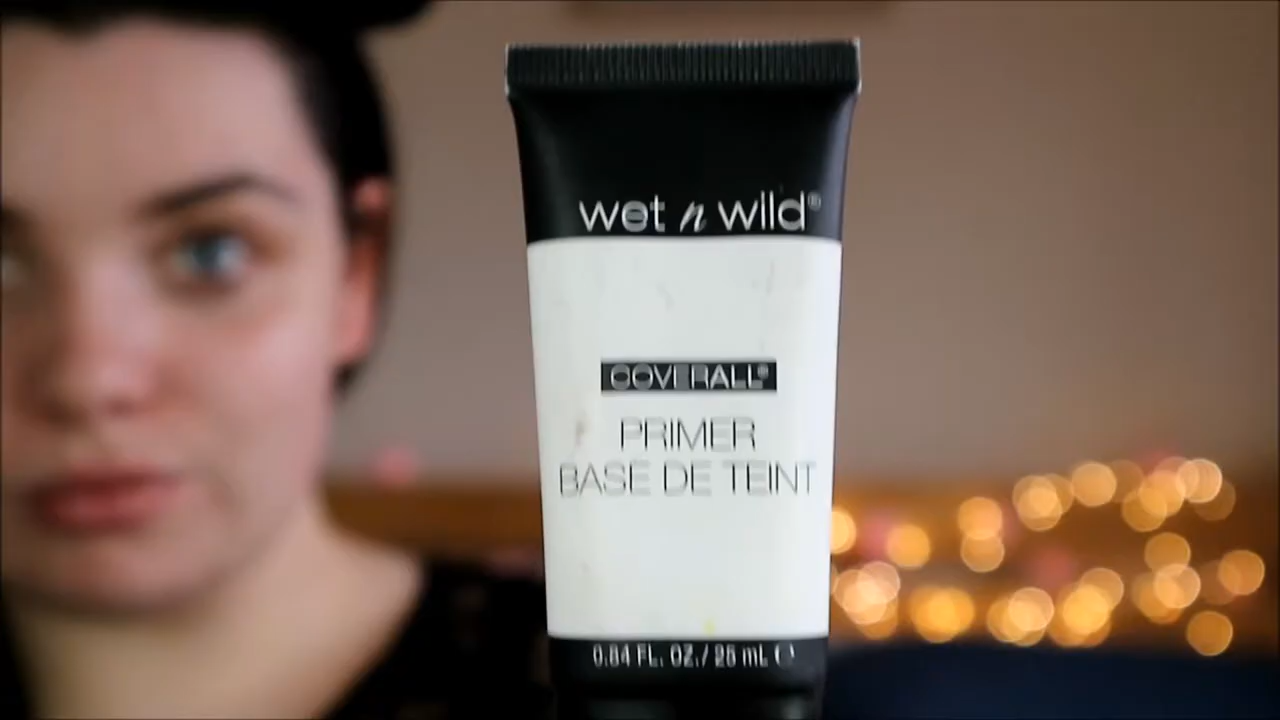 wet n wild®
COVERALL®
PRIMER
BASE DE TEINT
0.84 FL. OZ./ 25 mL ℮